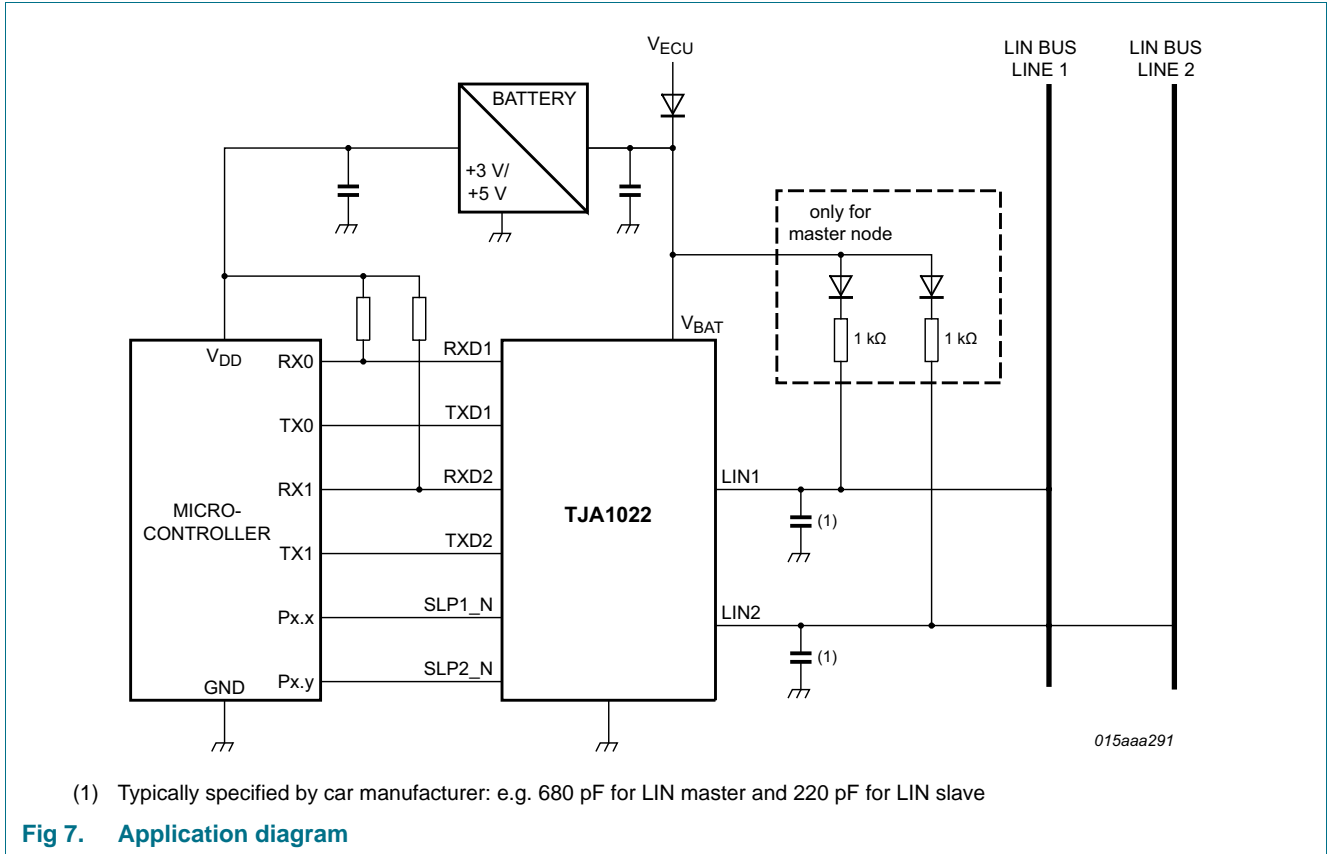 V_ECU
LIN BUS
LINE 1
LIN BUS
LINE 2
BATTERY
+3 V/
+5 V
only for
master node
1 kΩ
1 kΩ
V_BAT
V_DD
RX0
RXD1
TX0
TXD1
RX1
RXD2
LIN1
MICRO-
CONTROLLER
TJA1022
(1)
TX1
TXD2
Px.x
SLP1_N
LIN2
(1)
Px.y
SLP2_N
GND
015aaa291
(1) Typically specified by car manufacturer: e.g. 680 pF for LIN master and 220 pF for LIN slave
Fig 7. Application diagram